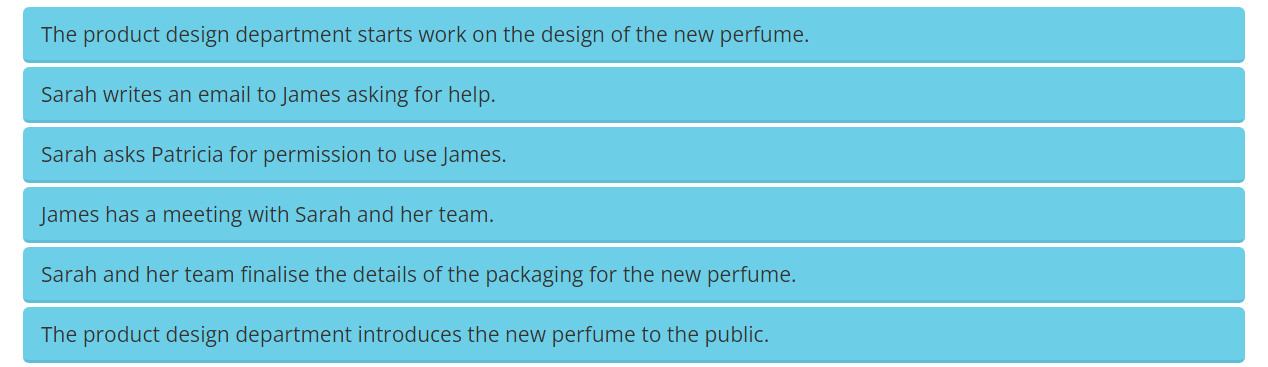 The product design department starts work on the design of the new perfume.
Sarah writes an email to James asking for help.
Sarah asks Patricia for permission to use James.
James has a meeting with Sarah and her team.
Sarah and her team finalise the details of the packaging for the new perfume.
The product design department introduces the new perfume to the public.